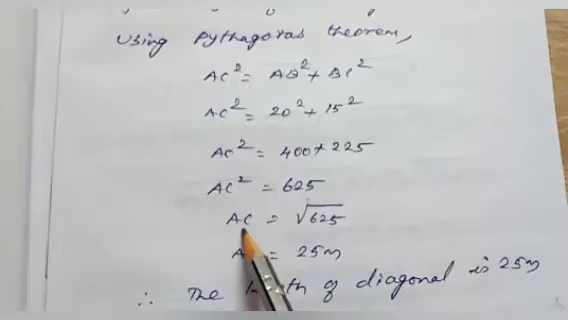 Using pythagoras theorem,
AC² = AB² + BC²
AC² = 20² + 15²
AC² = 400 + 225
AC² = 625
AC = √625
A = 25m
∴ The of diagonal is 25m